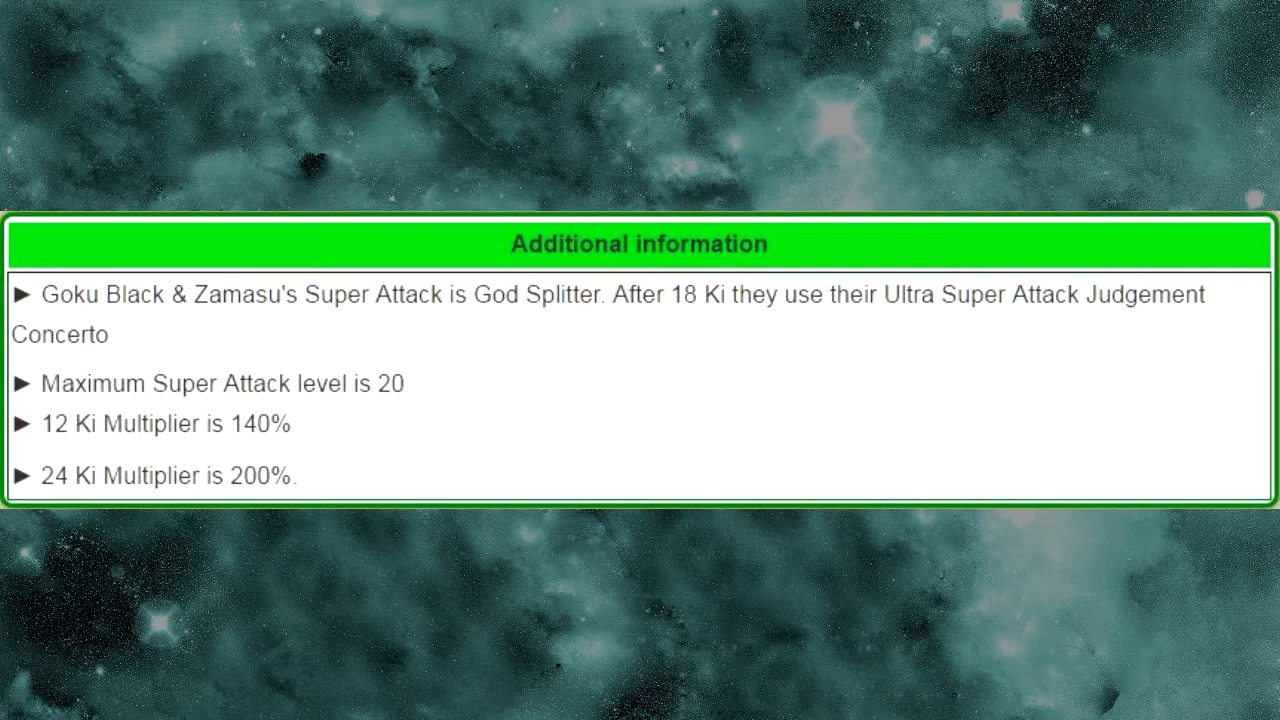 Additional information
► Goku Black & Zamasu's Super Attack is God Splitter. After 18 Ki they use their Ultra Super Attack Judgement
Concerto
► Maximum Super Attack level is 20
► 12 Ki Multiplier is 140%
► 24 Ki Multiplier is 200%.